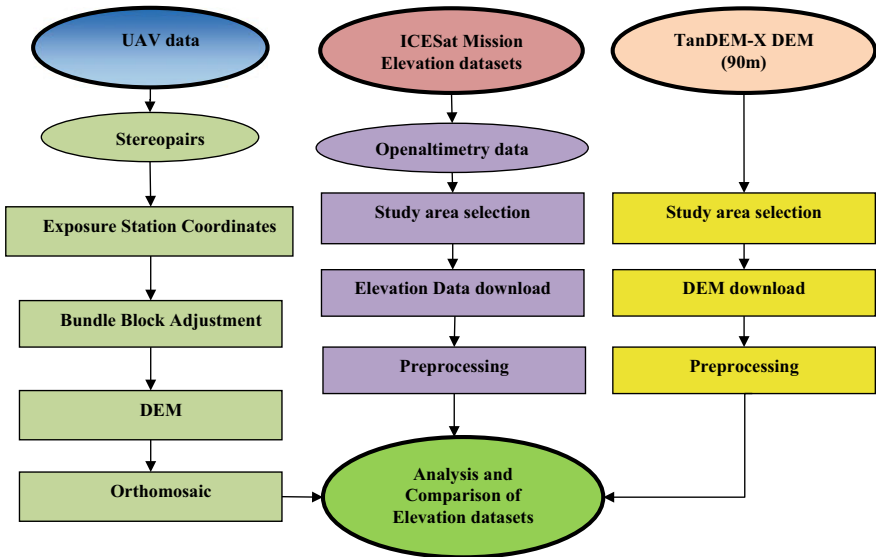 UAV data
Stereopairs
Exposure Station Coordinates
Bundle Block Adjustment
DEM
Orthomosaic
ICESat Mission
Elevation datasets
Openaltimetry data
Study area selection
Elevation Data download
Preprocessing
TanDEM-X DEM
(90m)
Study area selection
DEM download
Preprocessing
Analysis and
Comparison of
Elevation datasets